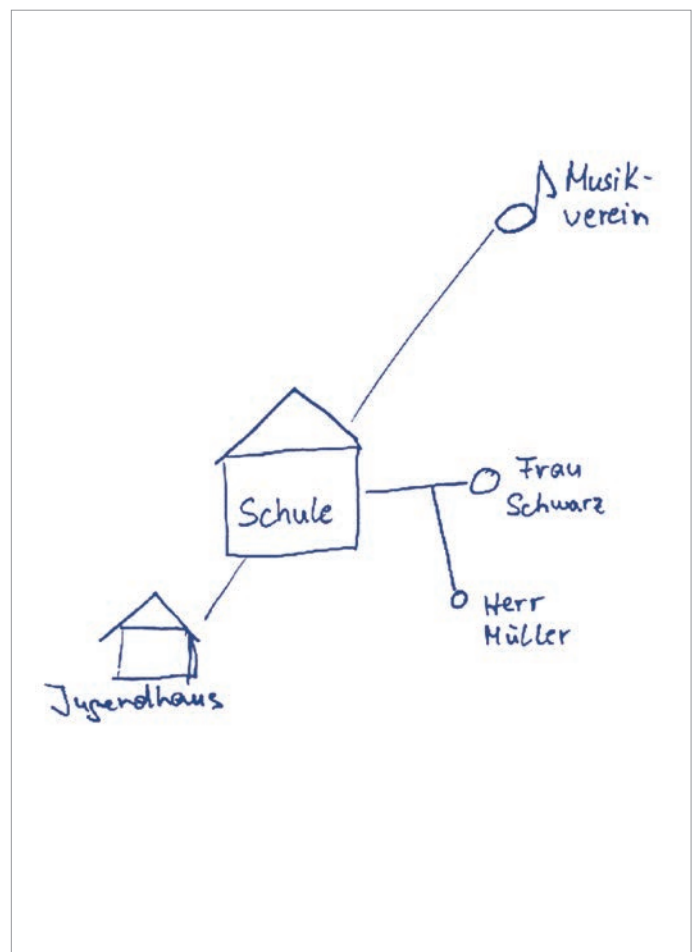 Musik-
verein
Schule
Frau
Schwarz
Herr
Müller
Jugendhaus